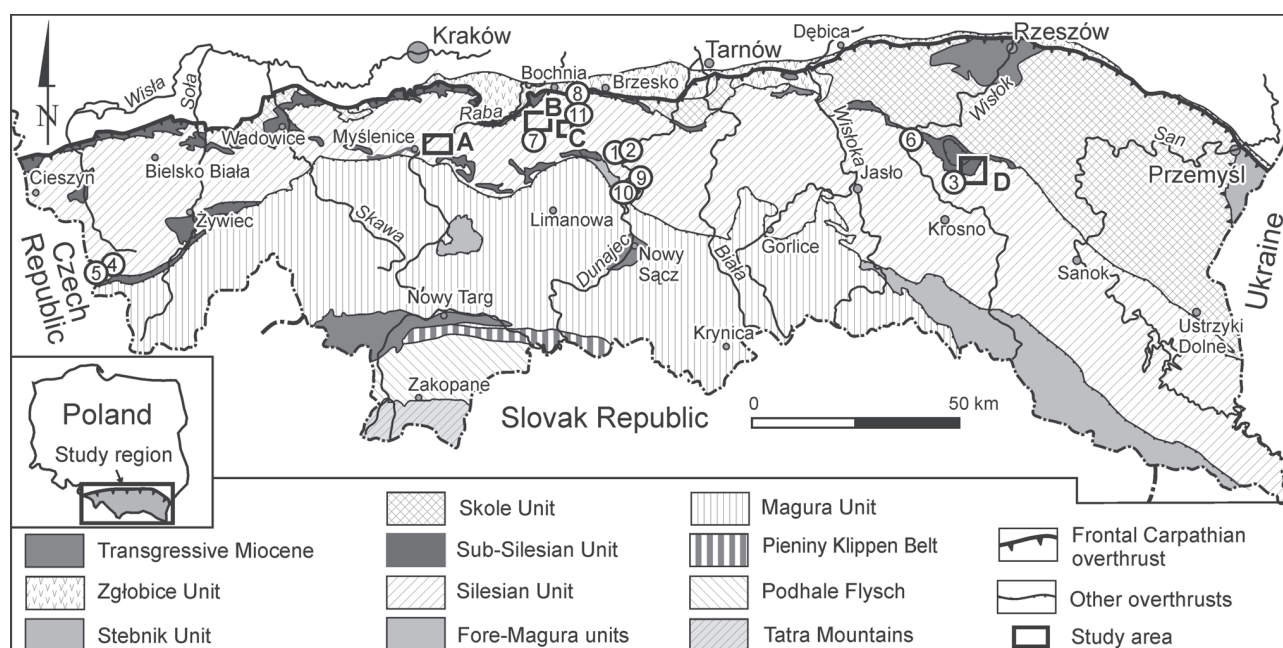 Kraków
Dębica
Rzeszów
Tarnów
Wisła
Soła
Bochnia
Brzesko
N
Raba
B
8
11
C
7
Wisłoka
Wisłok
San
Wadowice
Myślenice
A
1
2
6
Cieszyn
Bielsko Biała
9
10
Jasło
3
D
Przemyśl
Żywiec
Skawa
Limanowa
Krosno
Czech
Republic
5
4
Dunajec
Nowy
Sącz
Biała
Gorlice
Sanok
Ukraine
Nowy Targ
Krynica
Ustrzyki
Dolne
Zakopane
Slovak Republic
0
50 km
Poland
Study region
Transgressive Miocene
Zgłobice Unit
Stebnik Unit
Skole Unit
Sub-Silesian Unit
Silesian Unit
Fore-Magura units
Magura Unit
Pieniny Klippen Belt
Podhale Flysch
Tatra Mountains
Frontal Carpathian
overthrust
Other overthrusts
Study area